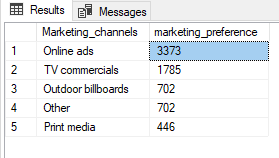 Results Messages
Marketing_channels marketing_preference
1 Online ads 3373
2 TV commercials 1785
3 Outdoor billboards 702
4 Other 702
5 Print media 446